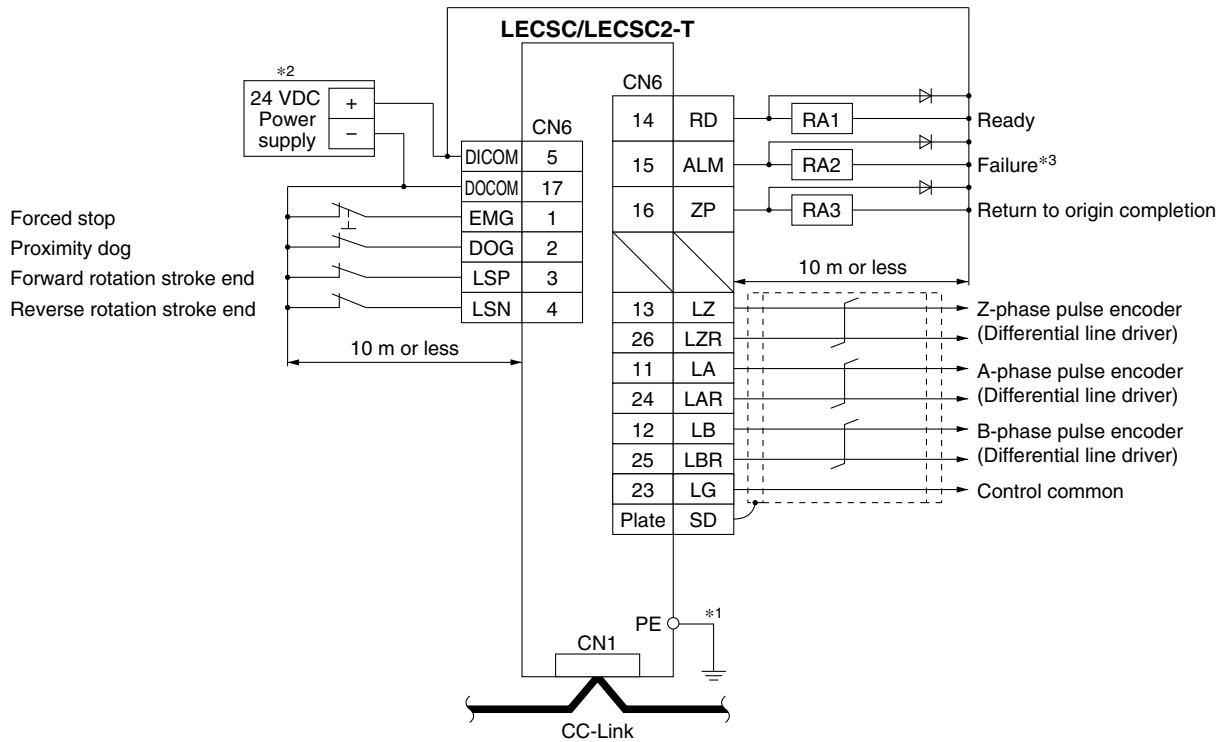 LECSC/LECSC2-T
*2
24 VDC
Power
supply
+
−
CN6
DICOM 5
DOCOM 17
EMG 1
DOG 2
LSP 3
LSN 4
Forced stop
Proximity dog
Forward rotation stroke end
Reverse rotation stroke end
10 m or less
CN6
14 RD RA1 Ready
15 ALM RA2 Failure*3
16 ZP RA3 Return to origin completion
10 m or less
13 LZ Z-phase pulse encoder
26 LZR (Differential line driver)
11 LA A-phase pulse encoder
24 LAR (Differential line driver)
12 LB B-phase pulse encoder
25 LBR (Differential line driver)
23 LG Control common
Plate SD
PE *1
CN1
CC-Link